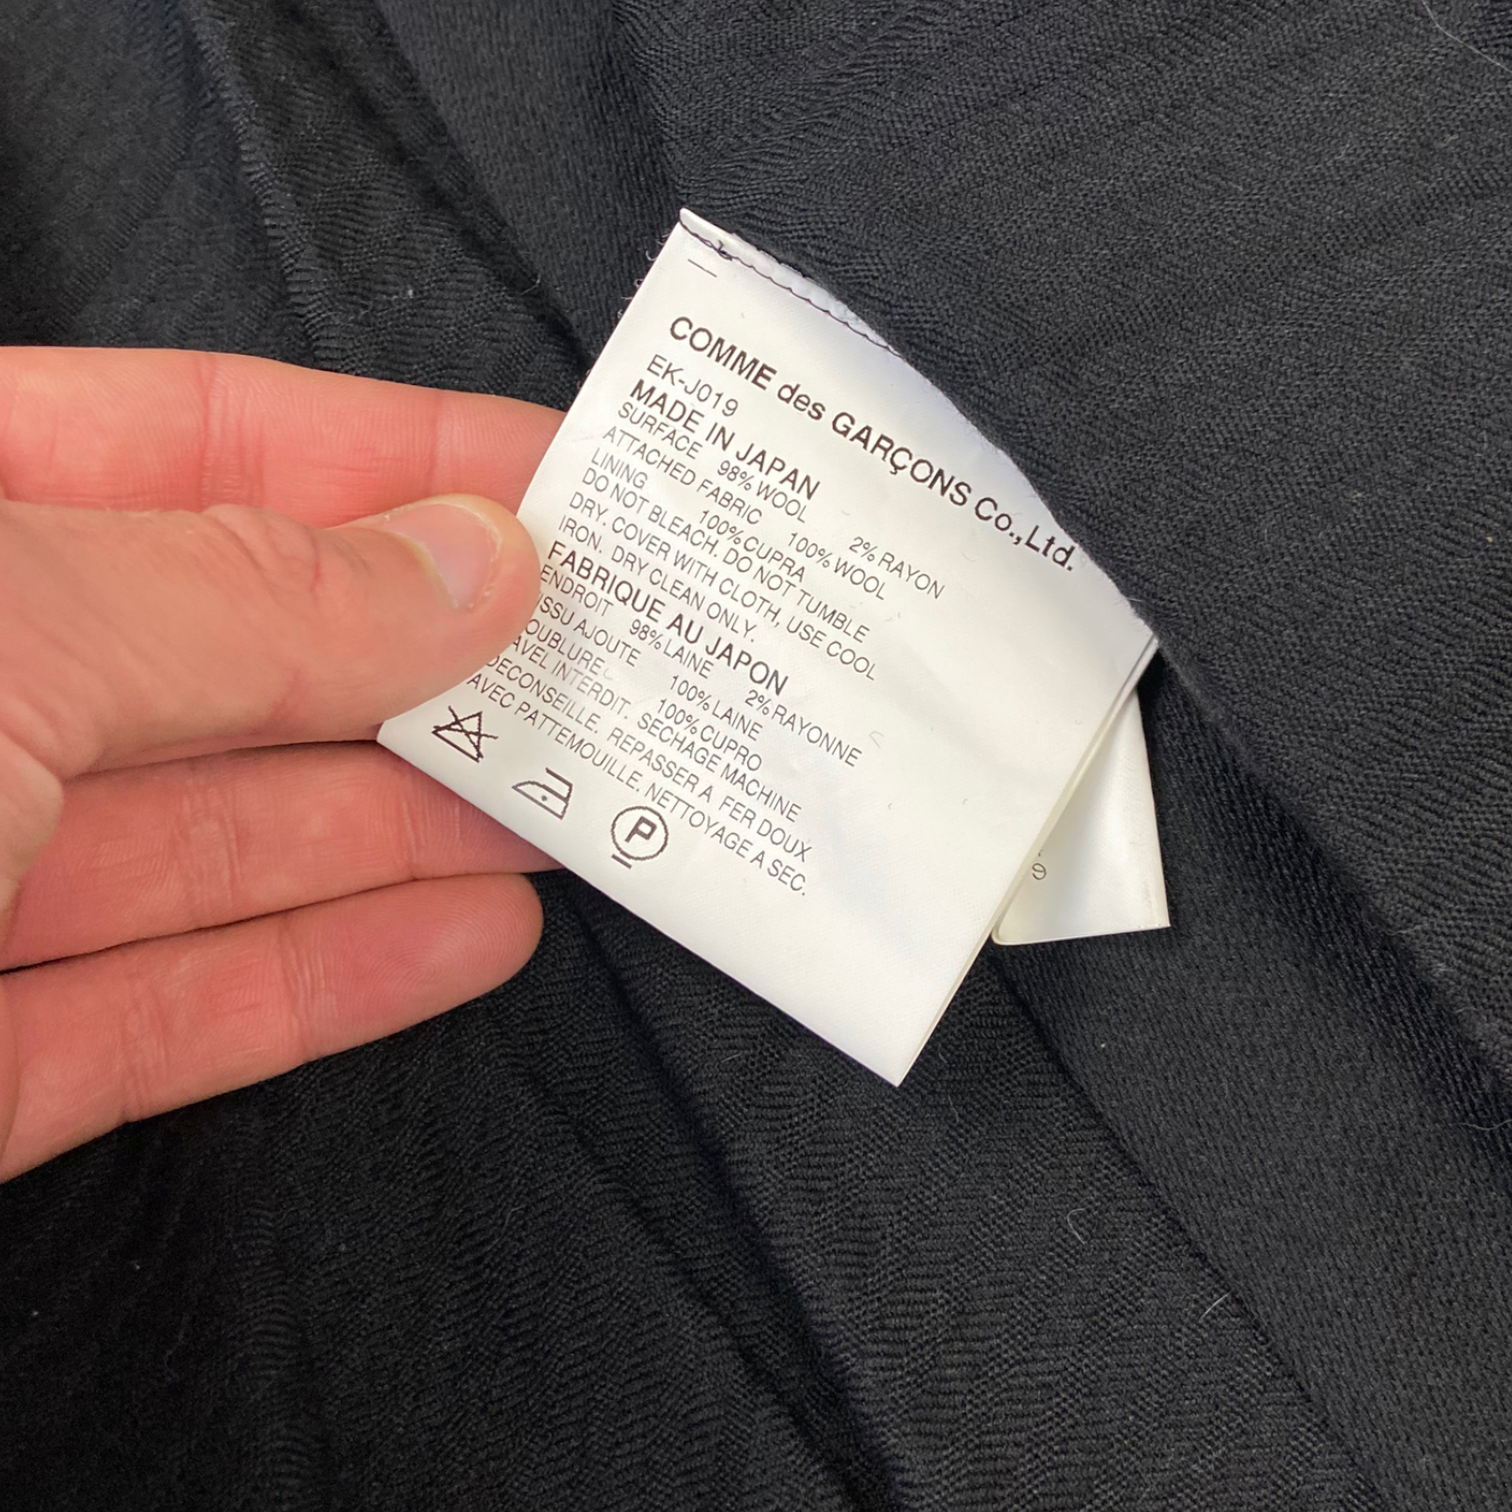 COMME des GARÇONS Co.,Ltd.
EK-J019
MADE IN JAPAN
SURFACE 98% WOOL 2% RAYON
ATTACHED FABRIC 100% WOOL
LINING 100% CUPRA
DO NOT BLEACH. DO NOT TUMBLE
DRY. COVER WITH CLOTH, USE COOL
IRON. DRY CLEAN ONLY.
FABRIQUE AU JAPON
ENDROIT 98% LAINE 2% RAYONNE
ISSU AJOUTE 100% LAINE
OUBLURE 100% CUPRO
AVEL INTERDIT. SECHAGE MACHINE
DECONSEILLE. REPASSER A FER DOUX
AVEC PATTEMOUILLE. NETTOYAGE A SEC.
P